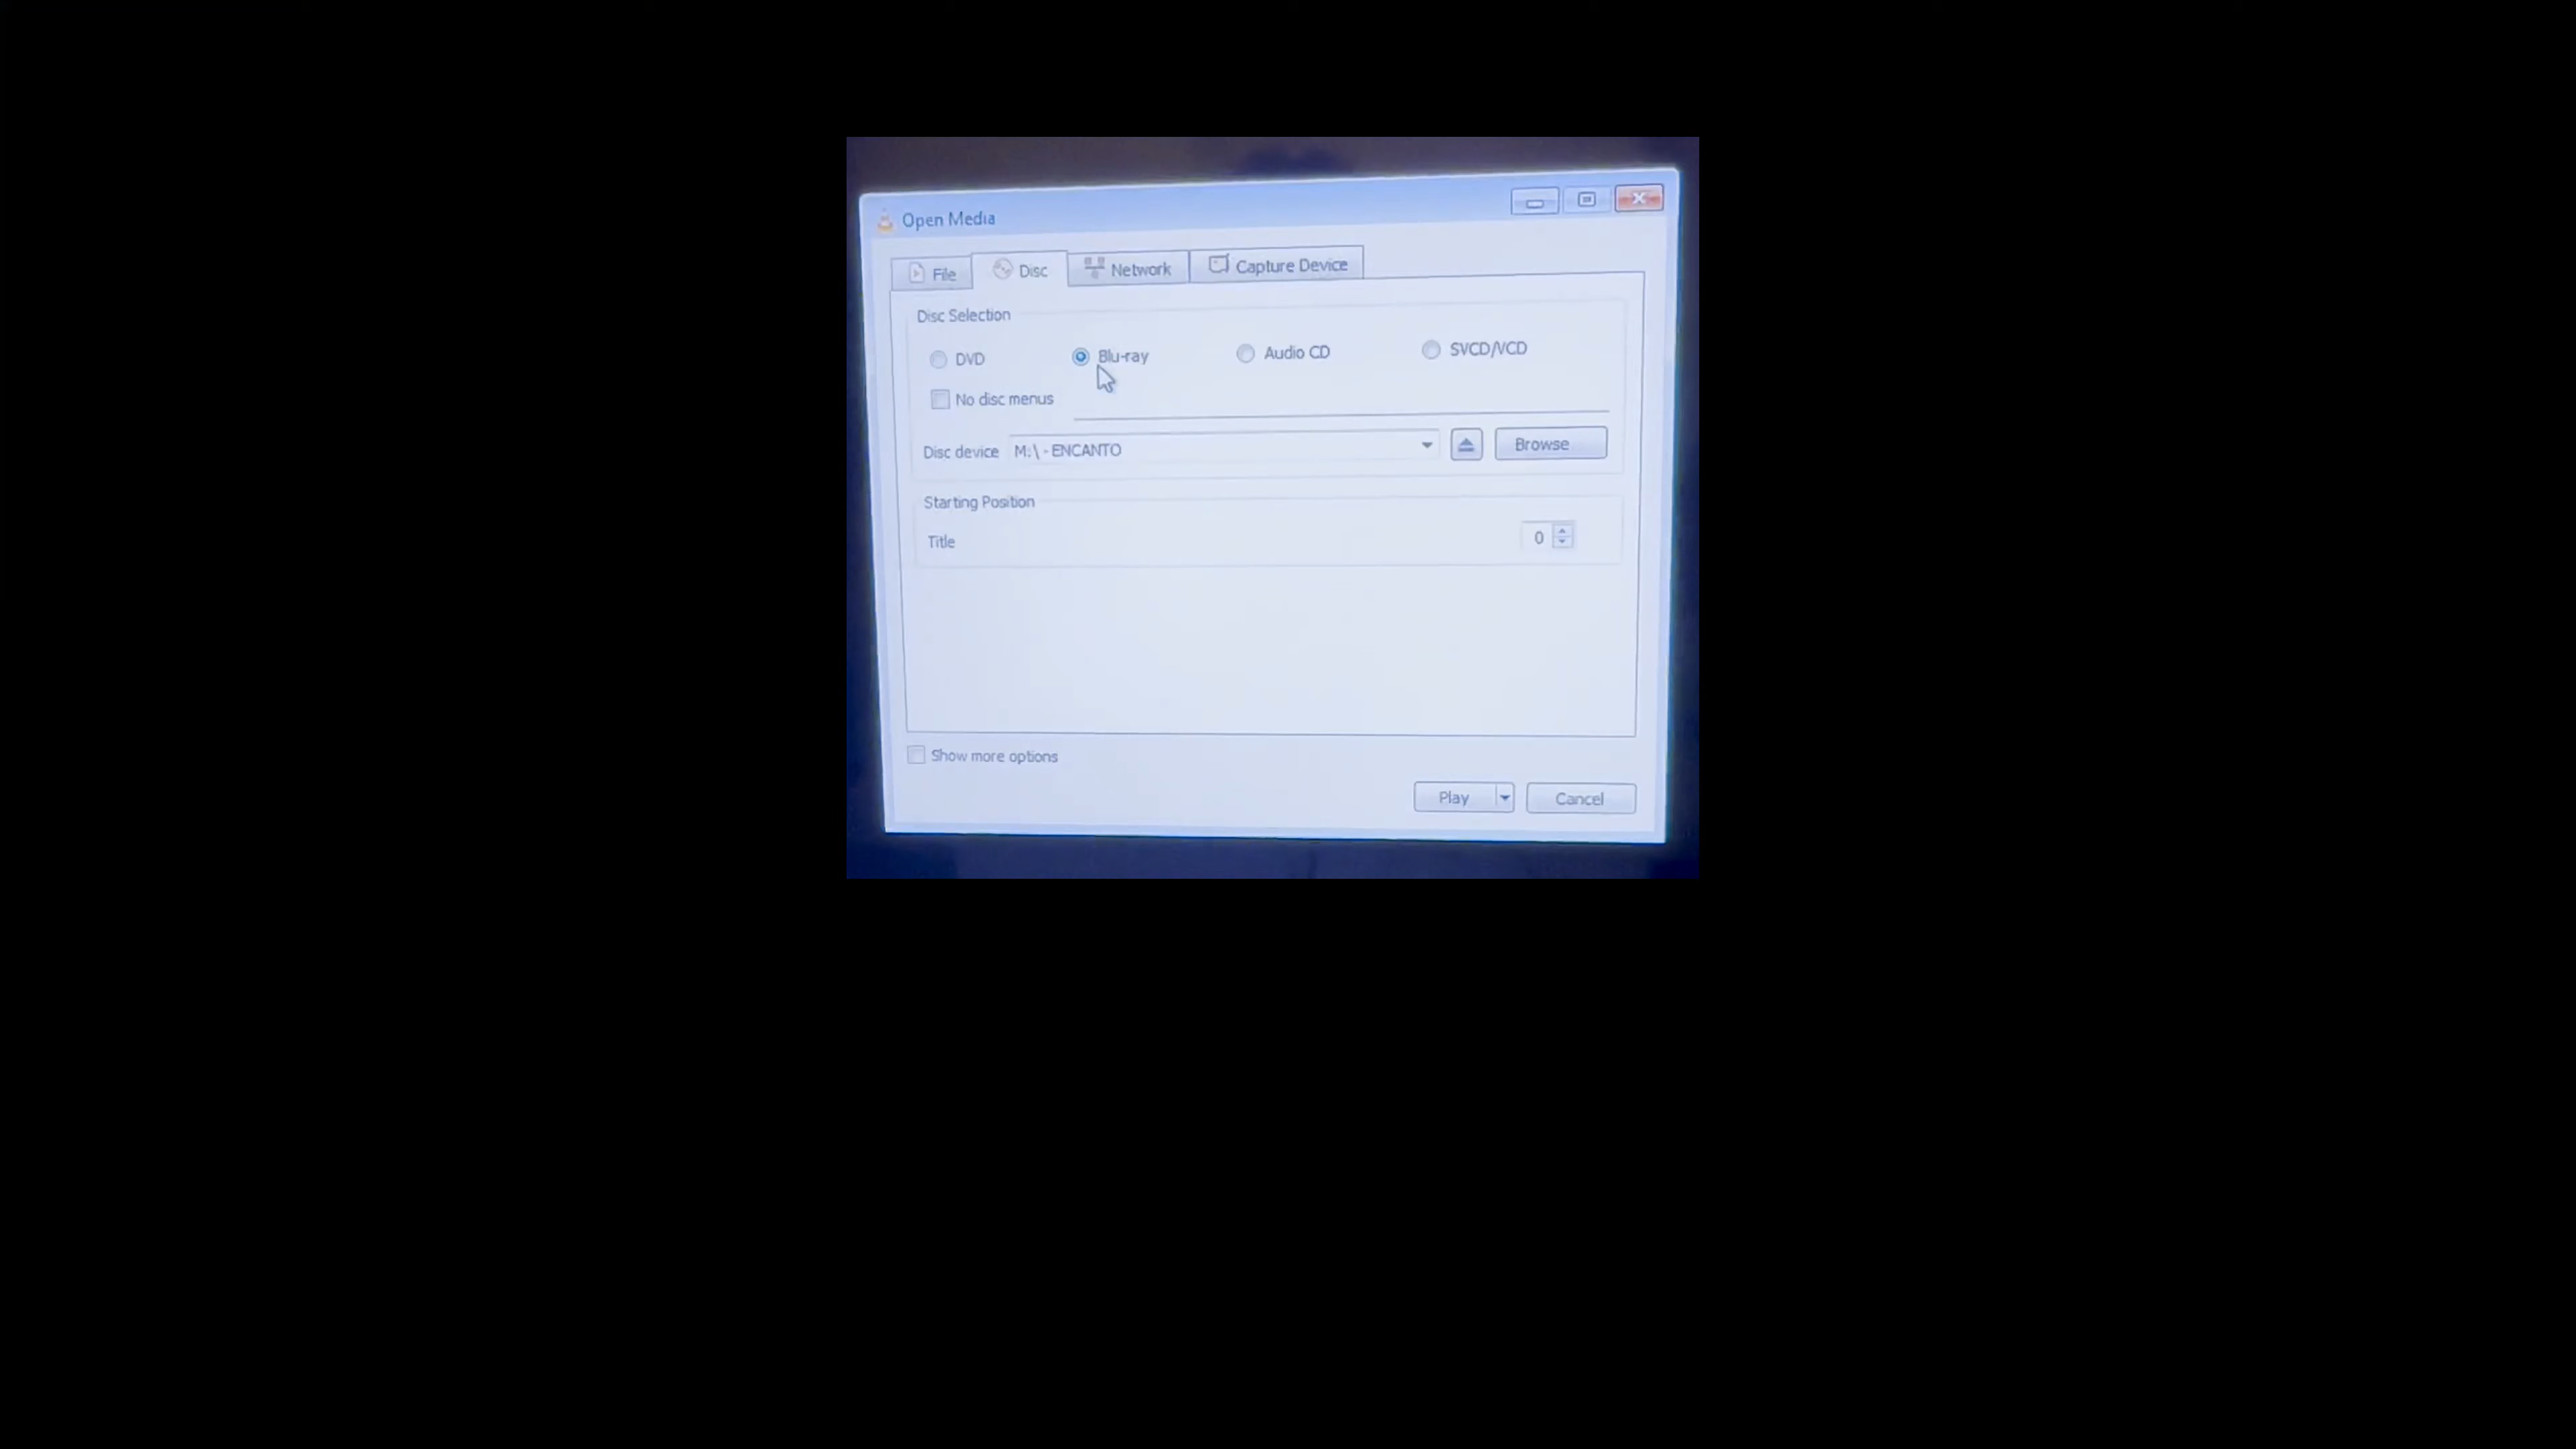 Open Media
File Disc Network Capture Device
Disc Selection
DVD Blu-ray Audio CD SVCD/VCD
No disc menus
Disc device M:\ - ENCANTO Browse
Starting Position
Title 0
Show more options
Play Cancel